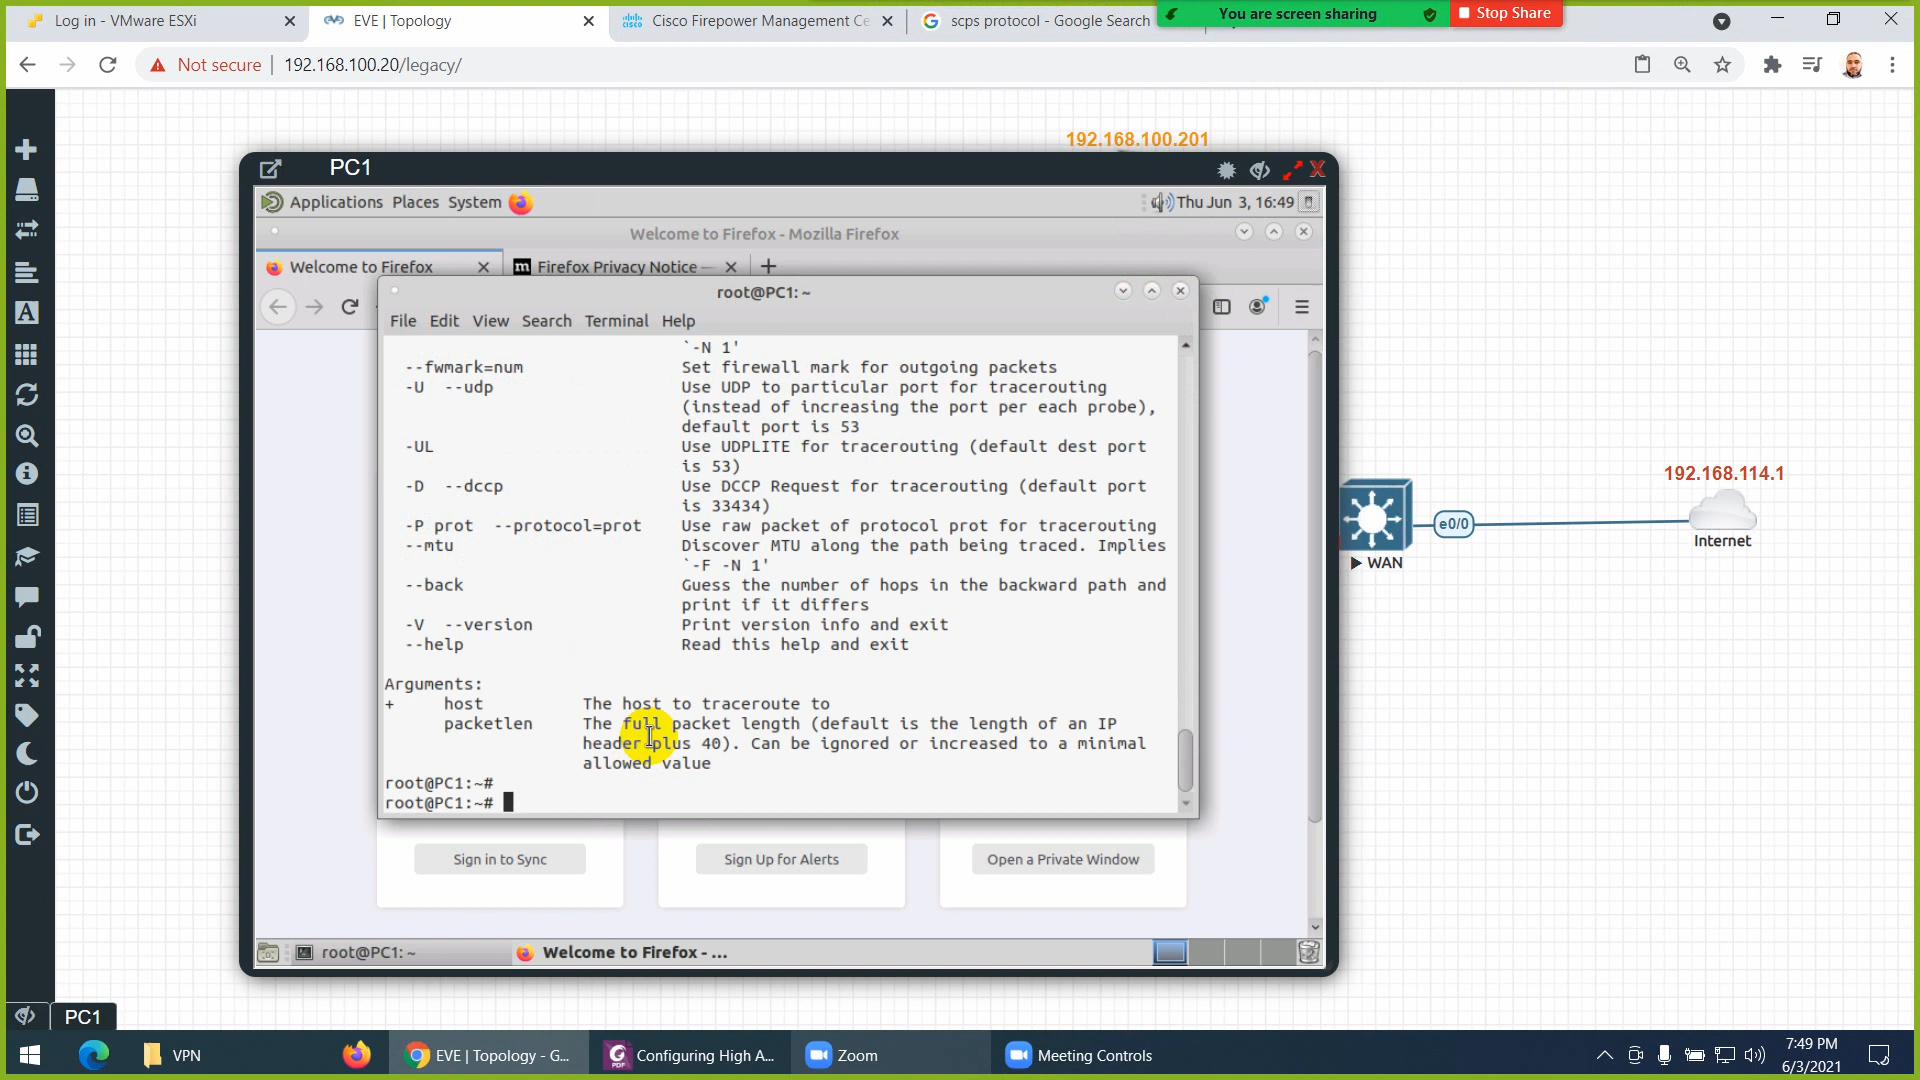 Log in - VMware ESXi
EVE | Topology
Cisco Firepower Management Ce
scps protocol - Google Search
You are screen sharing
Stop Share
Not secure
192.168.100.20/legacy/
192.168.100.201
PC1
Applications Places System
Thu Jun 3, 16:49
Welcome to Firefox - Mozilla Firefox
Welcome to Firefox
Firefox Privacy Notice —
root@PC1: ~
File Edit View Search Terminal Help
`-N 1'
--fwmark=num Set firewall mark for outgoing packets
-U --udp Use UDP to particular port for tracerouting
(instead of increasing the port per each probe),
default port is 53
-UL Use UDPLITE for tracerouting (default dest port
is 53)
-D --dccp Use DCCP Request for tracerouting (default port
is 33434)
-P prot --protocol=prot Use raw packet of protocol prot for tracerouting
--mtu Discover MTU along the path being traced. Implies
`-F -N 1'
--back Guess the number of hops in the backward path and
print if it differs
-V --version Print version info and exit
--help Read this help and exit
Arguments:
+ host The host to traceroute to
packetlen The full packet length (default is the length of an IP
header plus 40). Can be ignored or increased to a minimal
allowed value
root@PC1:~#
root@PC1:~#
Sign in to Sync
Sign Up for Alerts
Open a Private Window
root@PC1: ~
Welcome to Firefox - ...
e0/0
WAN
192.168.114.1
Internet
PC1
VPN
EVE | Topology - G...
Configuring High A...
Zoom
Meeting Controls
7:49 PM
6/3/2021